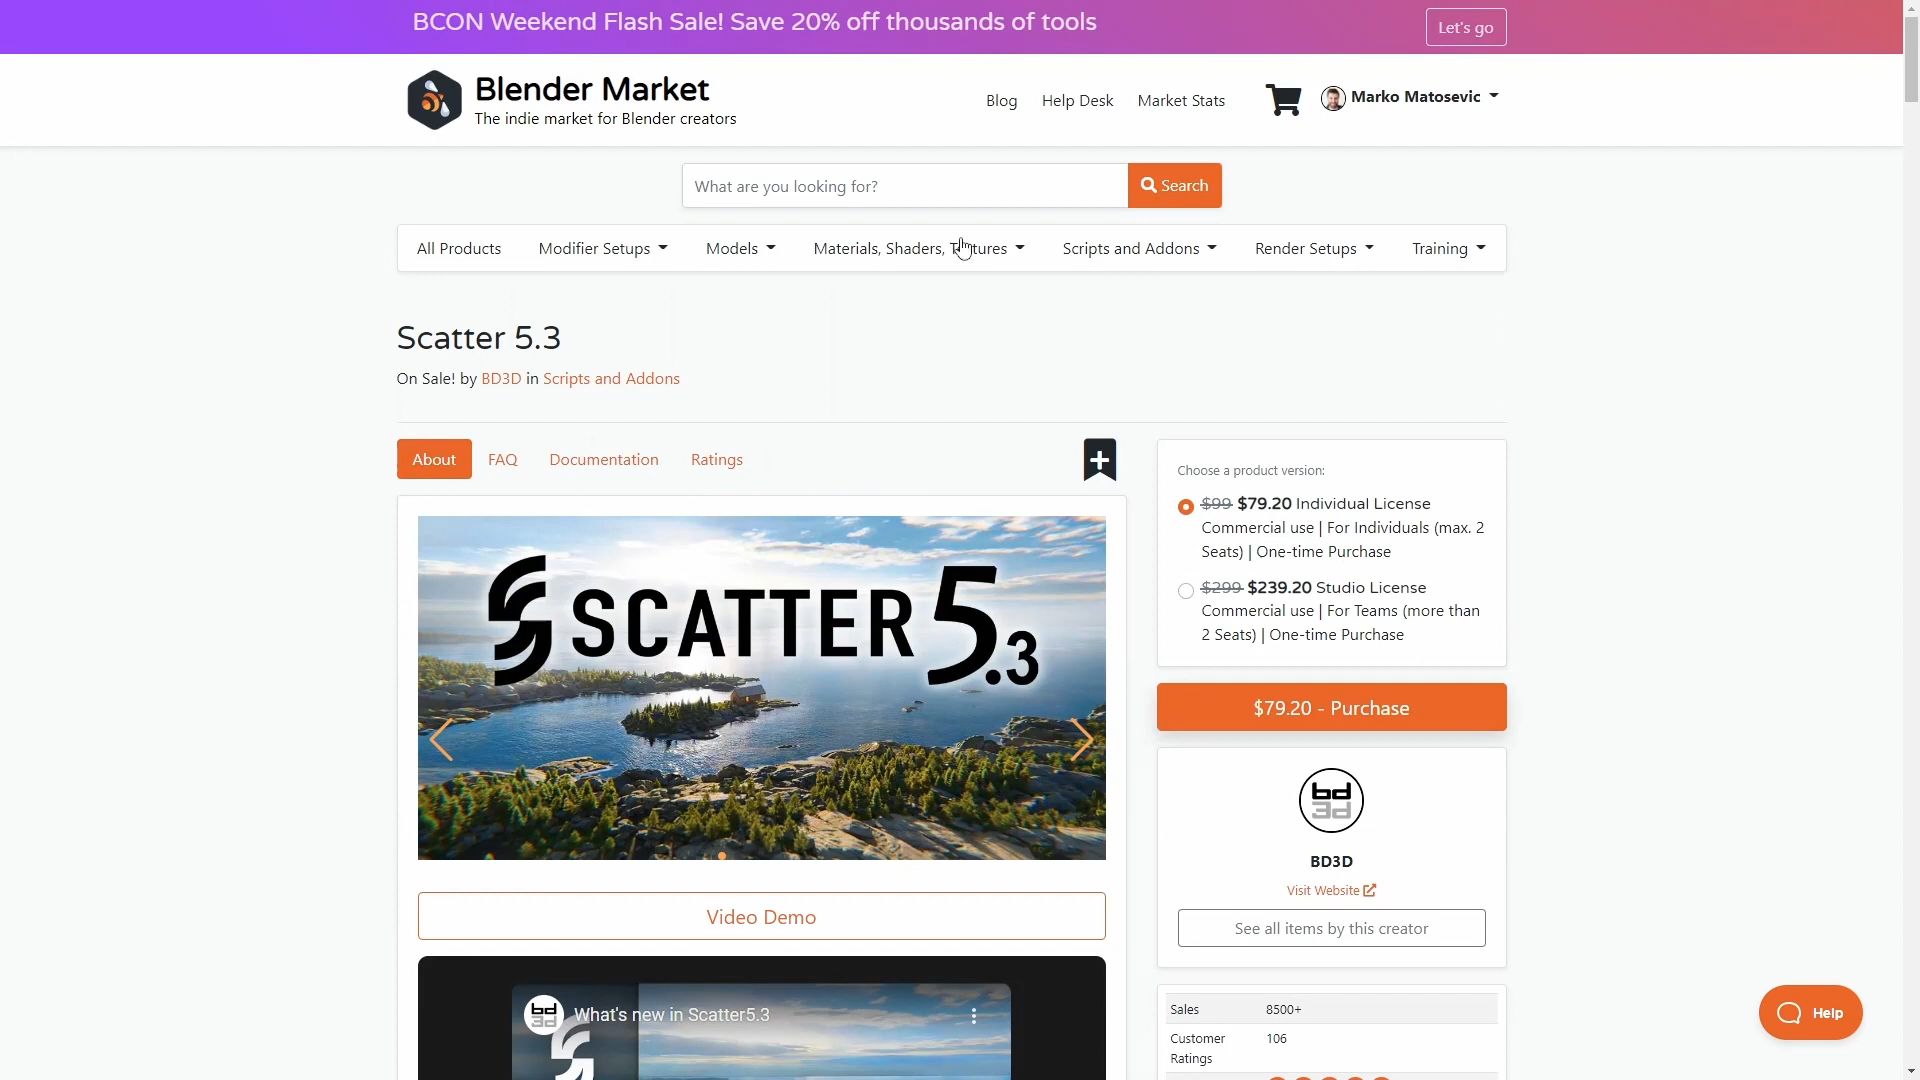 BCON Weekend Flash Sale! Save 20% off thousands of tools
Let's go
Blender Market
The indie market for Blender creators
Blog
Help Desk
Market Stats
Marko Matosevic
What are you looking for?
Search
All Products
Modifier Setups
Models
Materials, Shaders, Textures
Scripts and Addons
Render Setups
Training
Scatter 5.3
On Sale! by BD3D in Scripts and Addons
About
FAQ
Documentation
Ratings
Choose a product version:
$99 $79.20 Individual License
Commercial use | For Individuals (max. 2
Seats) | One-time Purchase
$299 $239.20 Studio License
Commercial use | For Teams (more than
2 Seats) | One-time Purchase
SCATTER 5.3
$79.20 - Purchase
bd
3d
BD3D
Visit Website
See all items by this creator
Video Demo
bd
3d
What's new in Scatter5.3
Sales 8500+
Customer 106
Ratings
Help